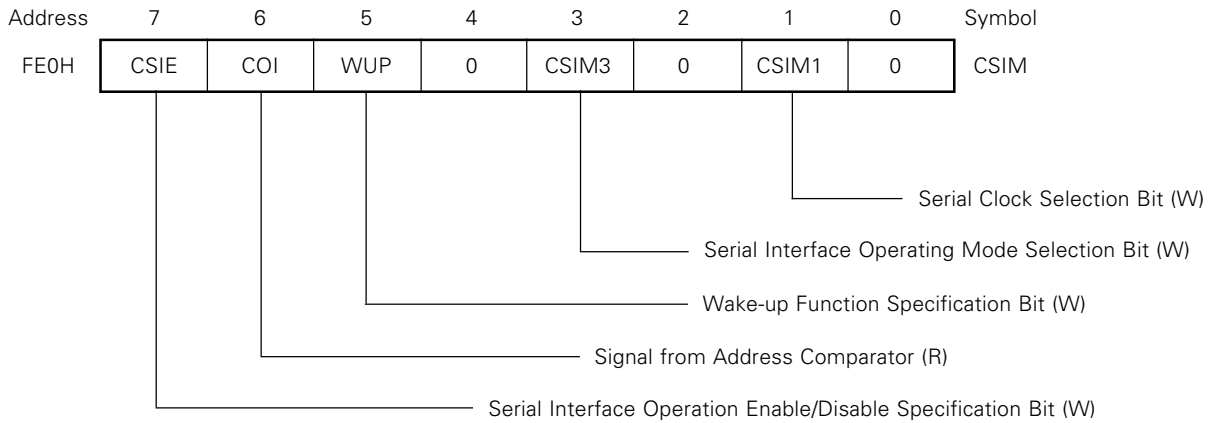 Address 7 6 5 4 3 2 1 0 Symbol
FE0H CSIE COI WUP 0 CSIM3 0 CSIM1 0 CSIM
Serial Clock Selection Bit (W)
Serial Interface Operating Mode Selection Bit (W)
Wake-up Function Specification Bit (W)
Signal from Address Comparator (R)
Serial Interface Operation Enable/Disable Specification Bit (W)